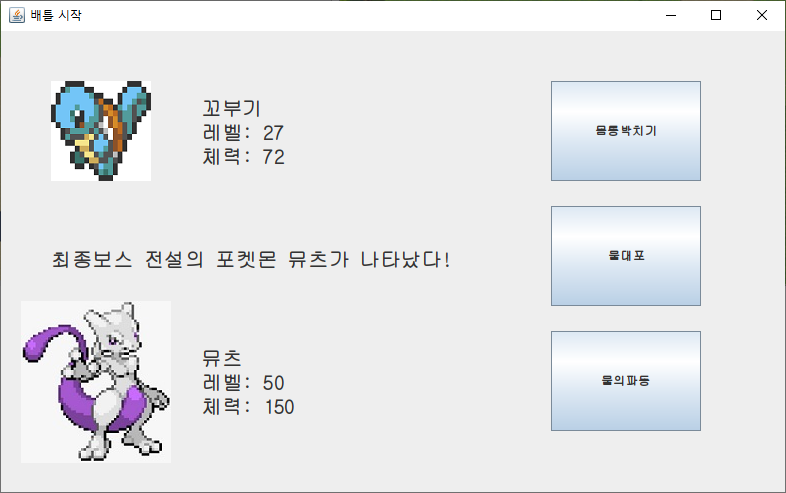 배틀 시작
꼬부기
레벨: 27
체력: 72
몸통박치기
최종보스 전설의 포켓몬 뮤츠가 나타났다!
물대포
뮤츠
레벨: 50
체력: 150
물의파동